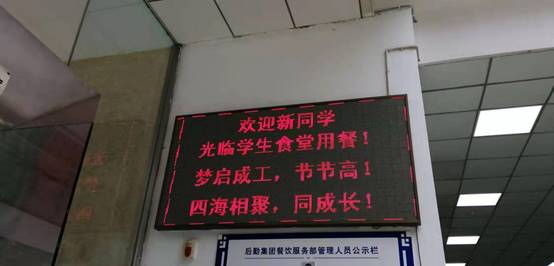 欢迎新同学
光临学生食堂用餐！
梦启成工，节节高！
四海相聚，同成长！
后勤集团餐饮服务部管理人员公示栏